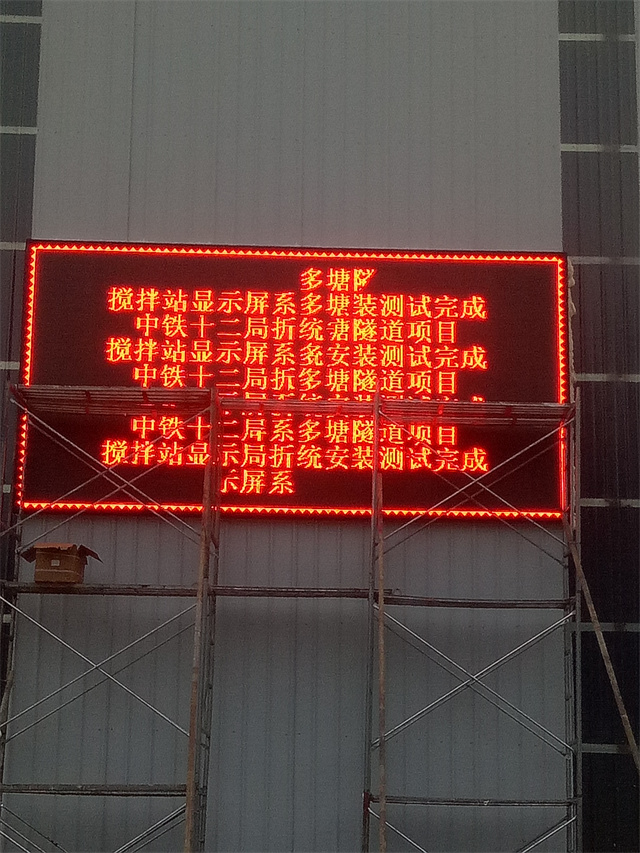 多塘隧
搅拌站显示屏系多塘装测试完成
中铁十二局折统塘隧道项目
搅拌站显示屏系统安装测试完成
中铁十二局折多塘隧道项目
中铁十二局系多塘隧道项目
搅拌站显示局折统安装测试完成
示屏系